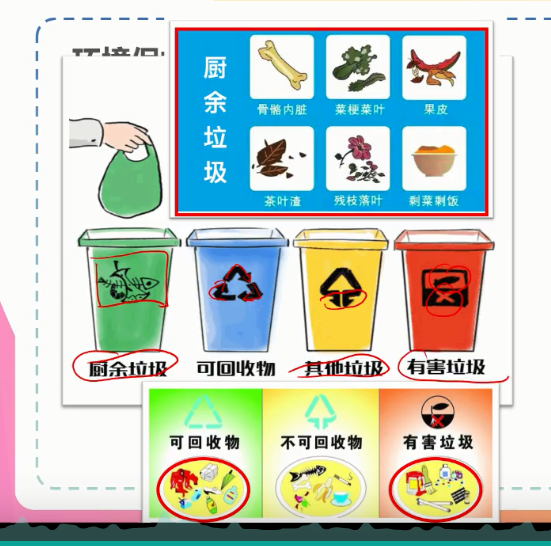 环境保
厨余垃圾
骨骼内脏 菜梗菜叶 果皮
茶叶渣 残枝落叶 剩菜剩饭
厨余垃圾 可回收物 其他垃圾 有害垃圾
可回收物 不可回收物 有害垃圾